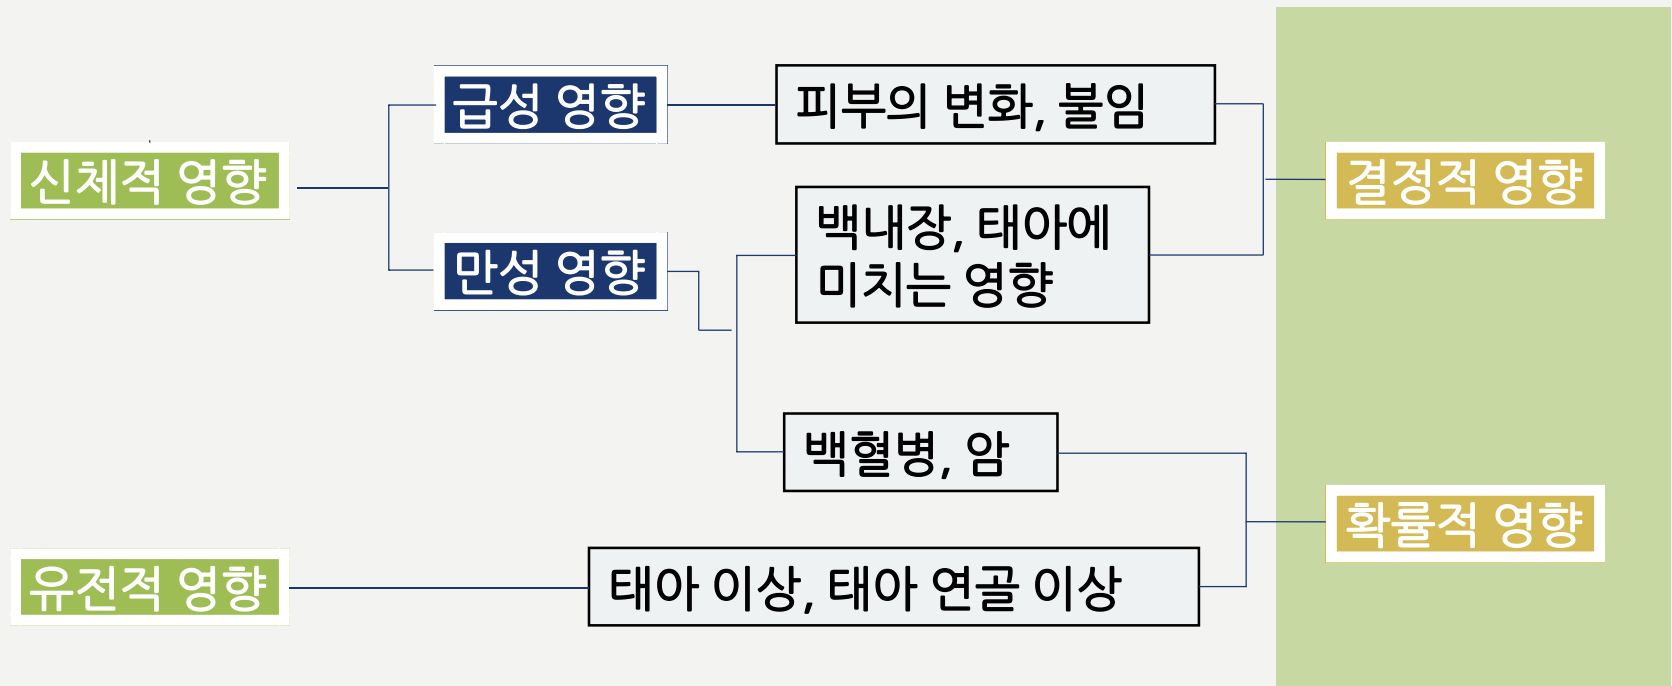 신체적 영향
급성 영향
피부의 변화, 불임
결정적 영향
만성 영향
백내장, 태아에
미치는 영향
백혈병, 암
확률적 영향
유전적 영향
태아 이상, 태아 연골 이상